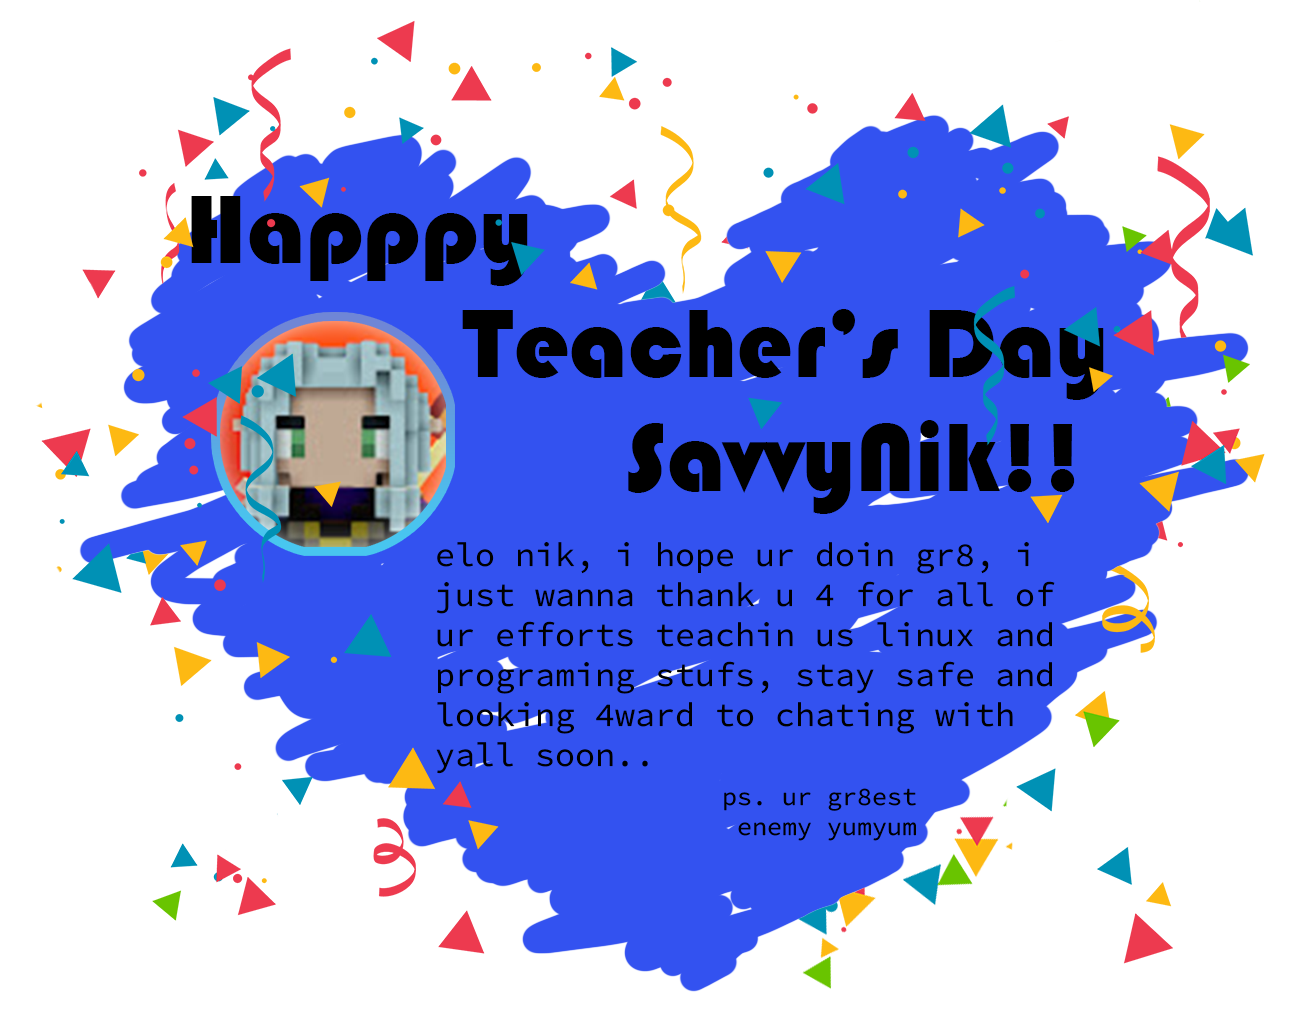 Happpy
Teacher's Day
SavvyNik!!
elo nik, i hope ur doin gr8, i
just wanna thank u 4 for all of
ur efforts teachin us linux and
programing stufs, stay safe and
looking 4ward to chating with
yall soon..
ps. ur gr8est
enemy yumyum